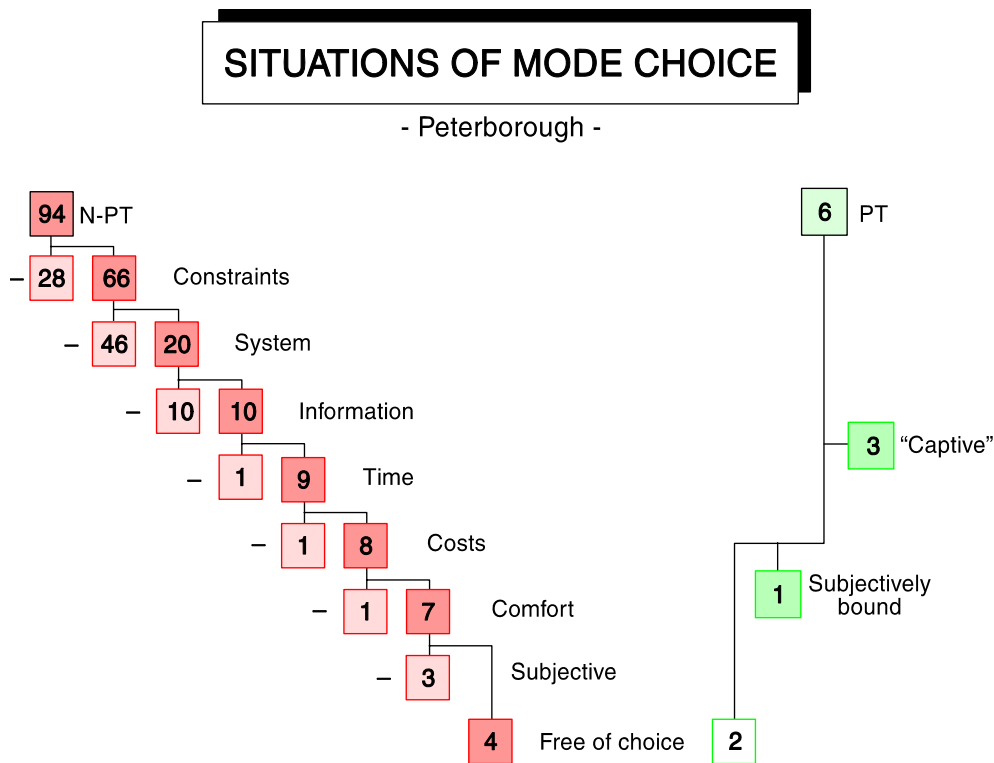 SITUATIONS OF MODE CHOICE
- Peterborough -
94 N-PT 6 PT
– 28 66 Constraints
– 46 20 System
– 10 10 Information
3 “Captive”
– 1 9 Time
– 1 8 Costs
– 1 7 Comfort
1 Subjectively
bound
– 3 Subjective
4 Free of choice 2